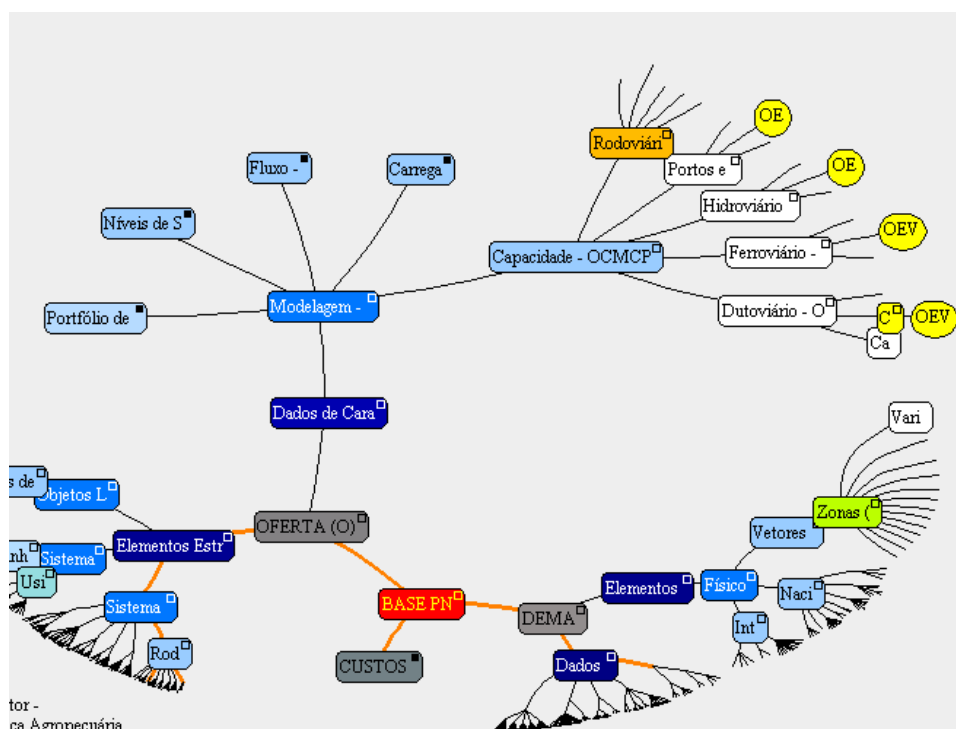 Rodoviári
OE
Portos e
Fluxo -
Carrega
OE
Hidroviário
Níveis de S
OEV
Capacidade - OCMCP
Ferroviário -
Modelagem -
Dutoviário - O
C
OEV
Portfólio de
Ca
Dados de Cara
Vari
s de
Objetos L
Zonas (
OFERTA (O)
Vetores
Elementos Estr
nh
Sistema
Usi
Elementos
Físico
Naci
Sistema
BASE PN
DEMA
Int
Rod
CUSTOS
Dados
tor -
ca Agropecuária